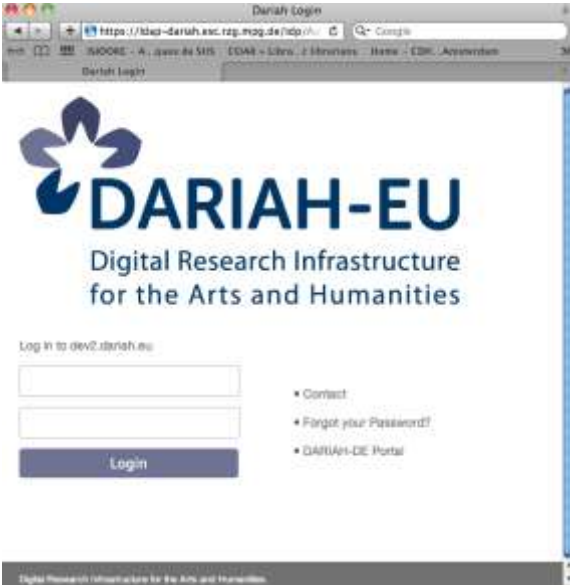 Dariah Login
https://ldap-dariah.esc.rzg.mpg.de/idp/
Google
Dariah Login
DARIAH-EU
Digital Research Infrastructure
for the Arts and Humanities
Log in to dev2.dariah.eu
Contact
Forgot your Password?
DARIAH-DE Portal
Login
Digital Research Infrastructure for the Arts and Humanities.